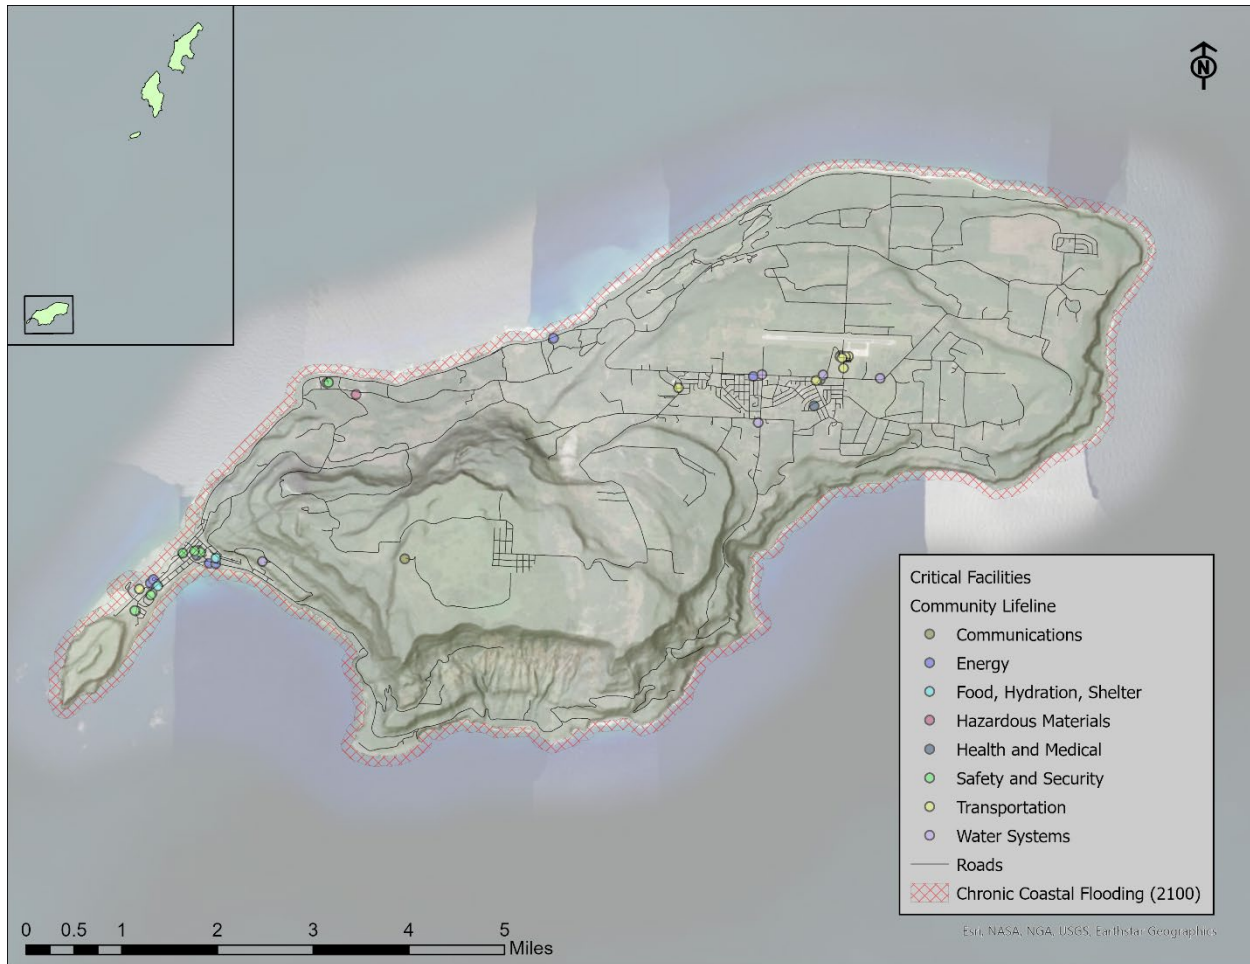 N
Critical Facilities
Community Lifeline
Communications
Energy
Food, Hydration, Shelter
Hazardous Materials
Health and Medical
Safety and Security
Transportation
Water Systems
Roads
Chronic Coastal Flooding (2100)
Esri, NASA, NGA, USGS, Earthstar Geographics
0 0.5 1 2 3 4 5
Miles